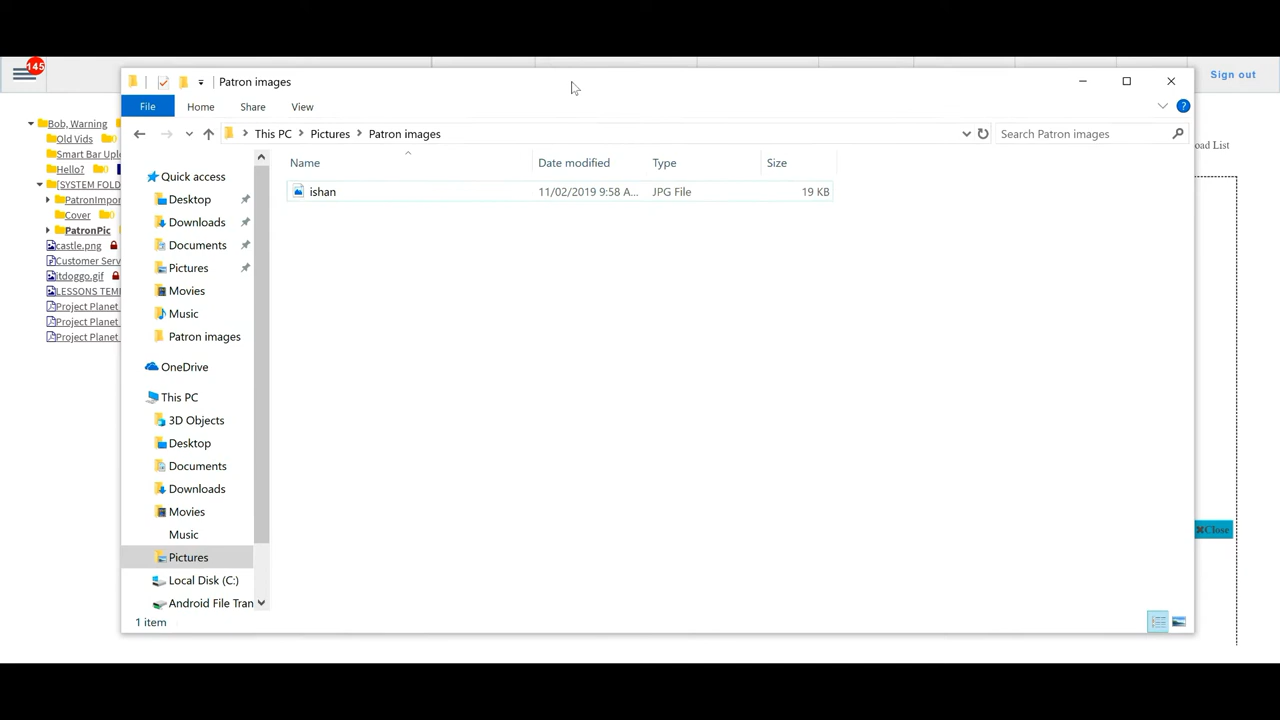 145
Patron images
Sign out
File
Home
Share
View
This PC
Pictures
Patron images
Search Patron images
Bob, Warning
Old Vids
Smart Bar Uplo
Hello?
[SYSTEM FOLD
PatronImpor
Cover
PatronPic
castle.png
Customer Serv
itdoggo.gif
LESSONS TEMP
Project Planet
Project Planet
Project Planet
Quick access
Desktop
Downloads
Documents
Pictures
Movies
Music
Patron images
OneDrive
This PC
3D Objects
Desktop
Documents
Downloads
Movies
Music
Pictures
Local Disk (C:)
Android File Tran
Name
Date modified
Type
Size
ishan
11/02/2019 9:58 A...
JPG File
19 KB
oad List
Close
1 item